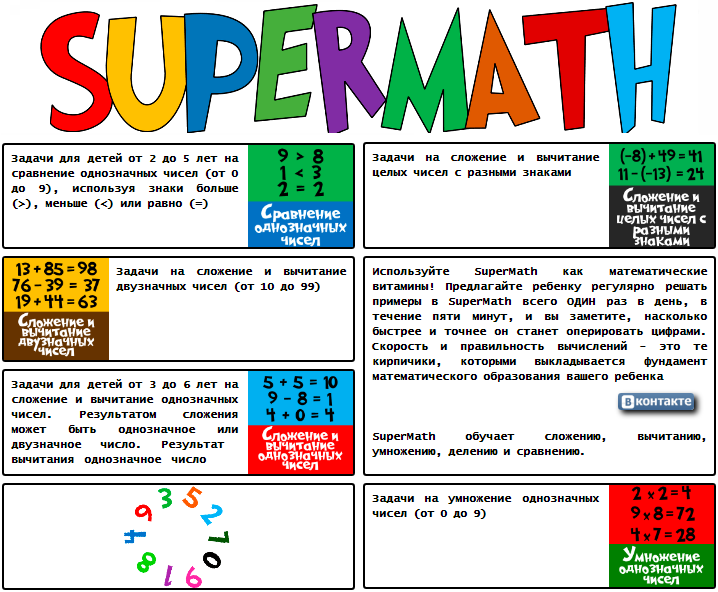 SUPERMATH
Задачи для детей от 2 до 5 лет на
сравнение однозначных чисел (от 0
до 9), используя знаки больше
(>), меньше (<) или равно (=)
9 > 8
1 < 3
2 = 2
Сравнение
однозначных
чисел
Задачи на сложение и вычитание
целых чисел с разными знаками
(-8)+49=41
11-(-13)=24
Сложение и
вычитание
целых чисел с
разными
знаками
13+85=98
76-39=37
19+44=63
Сложение и
вычитание
двузначных
чисел
Задачи на сложение и вычитание
двузначных чисел (от 10 до 99)
Используйте SuperMath как математические
витамины! Предлагайте ребенку регулярно решать
примеры в SuperMath всего ОДИН раз в день, в
течение пяти минут, и вы заметите, насколько
быстрее и точнее он станет оперировать цифрами.
Скорость и правильность вычислений - это те
кирпичики, которыми выкладывается фундамент
математического образования вашего ребенка
В контакте
SuperMath обучает сложению, вычитанию,
умножению, делению и сравнению.
Задачи для детей от 3 до 6 лет на
сложение и вычитание однозначных
чисел. Результатом сложения
может быть однозначное или
двузначное число. Результат
вычитания однозначное число
5+5=10
9-8=1
4+0=4
Сложение и
вычитание
однозначных
чисел
3 5 2 7 0 6 1 8 4 9
Задачи на умножение однозначных
чисел (от 0 до 9)
2x2=4
9x8=72
4x7=28
Умножение
однозначных
чисел